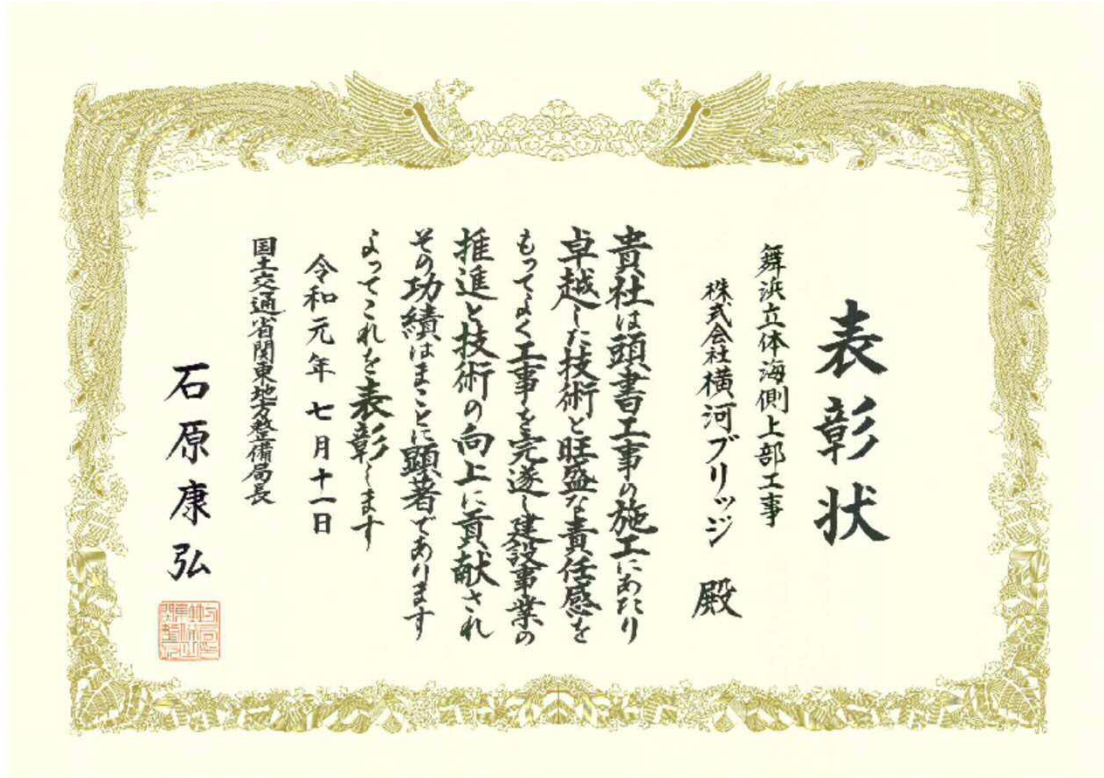 表彰状
舞浜立体海側上部工事
株式会社横河ブリッジ 殿
貴社は頭書工事の施工にあたり
卓越した技術と旺盛な責任感を
もってよく工事を完遂し建設事業の
推進と技術の向上に貢献され
その功績はまことに顕著であります
よってこれを表彰します
令和元年七月十一日
国土交通省関東地方整備局長
石原康弘